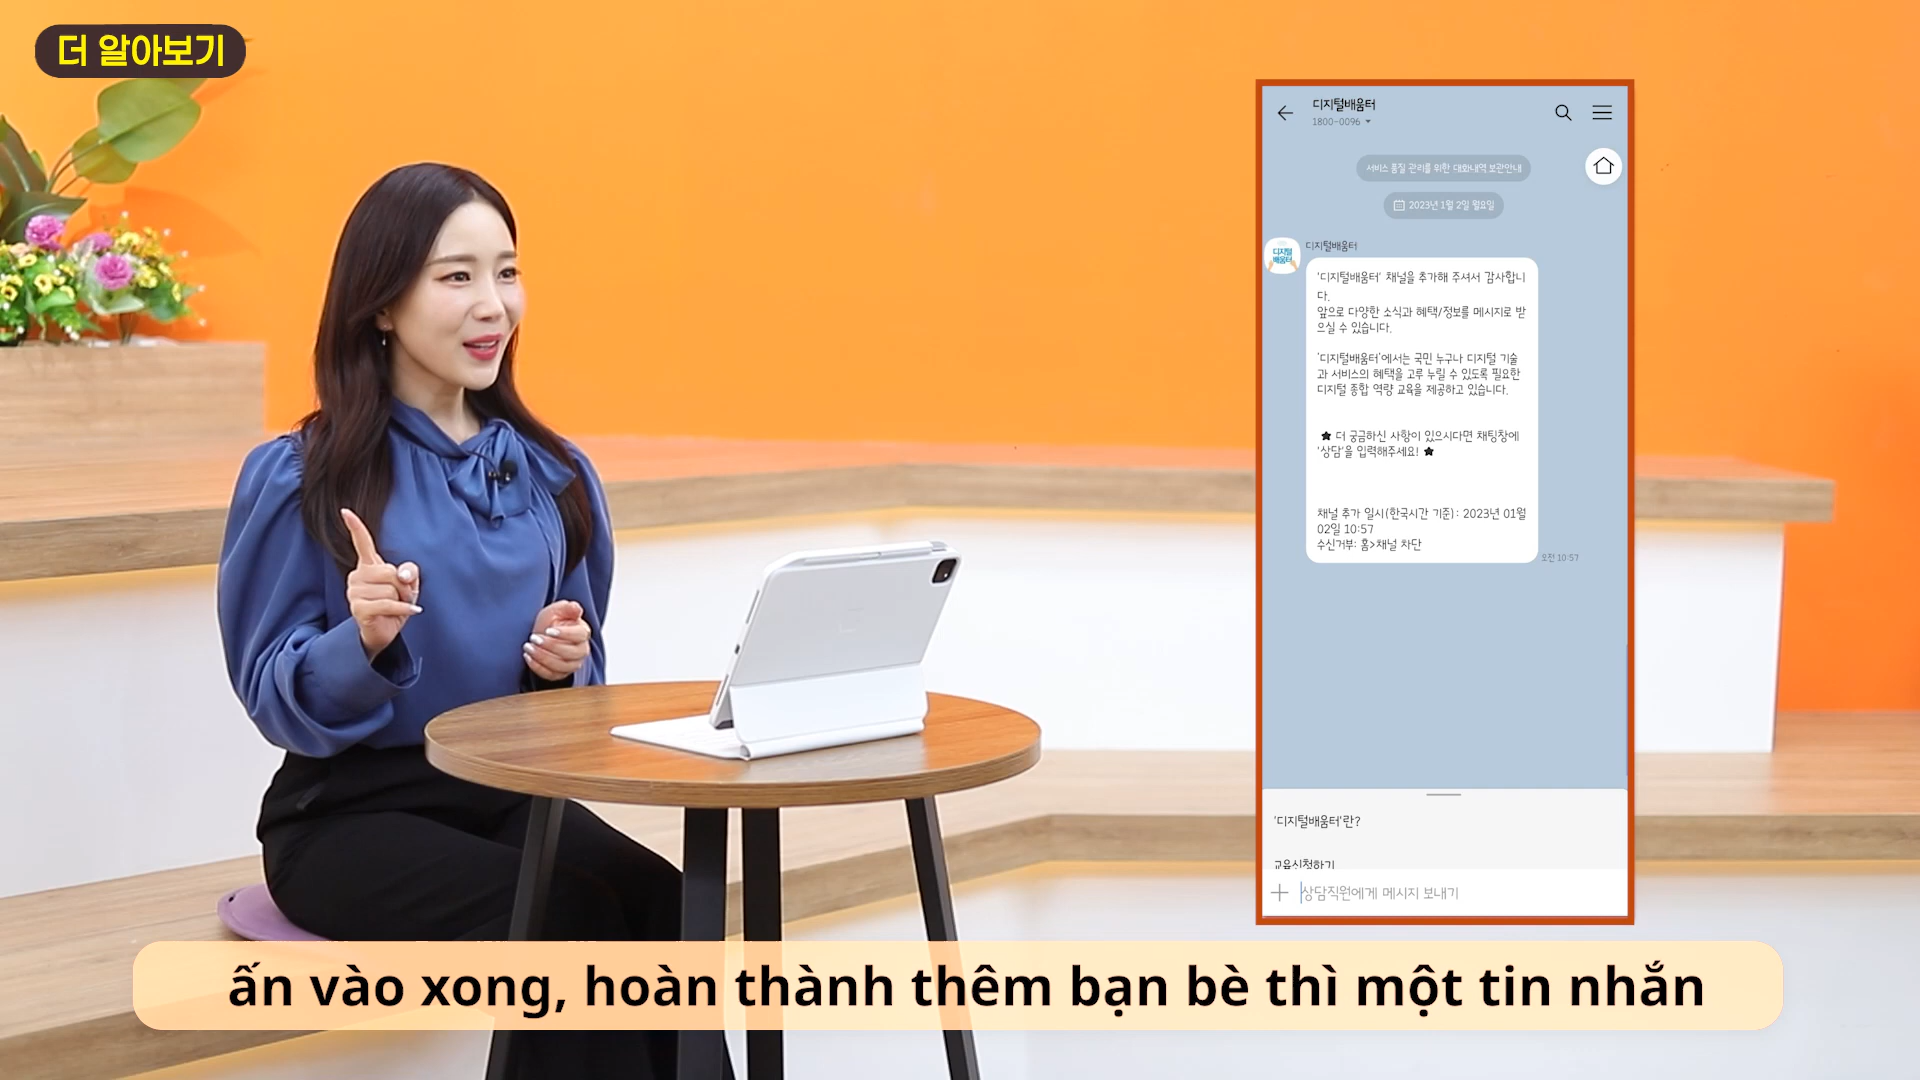 더 알아보기
디지털배움터
1800-0096
서비스 품질 관리를 위한 대화내역 보관안내
2023년 1월 2일 월요일
디지털배움터
디지털
배움터
'디지털배움터' 채널을 추가해 주셔서 감사합니
다.
앞으로 다양한 소식과 혜택/정보를 메시지로 받
으실 수 있습니다.
'디지털배움터'에서는 국민 누구나 디지털 기술
과 서비스의 혜택을 고루 누릴 수 있도록 필요한
디지털 종합 역량 교육을 제공하고 있습니다.
★ 더 궁금하신 사항이 있으시다면 채팅창에
'상담'을 입력해주세요! ★
채널 추가 일시(한국시간 기준) : 2023년 01월
02일 10:57
수신거부: 홈>채널 차단
오전 10:57
'디지털배움터'란?
교육신청하기
상담직원에게 메시지 보내기
ấn vào xong, hoàn thành thêm bạn bè thì một tin nhắn